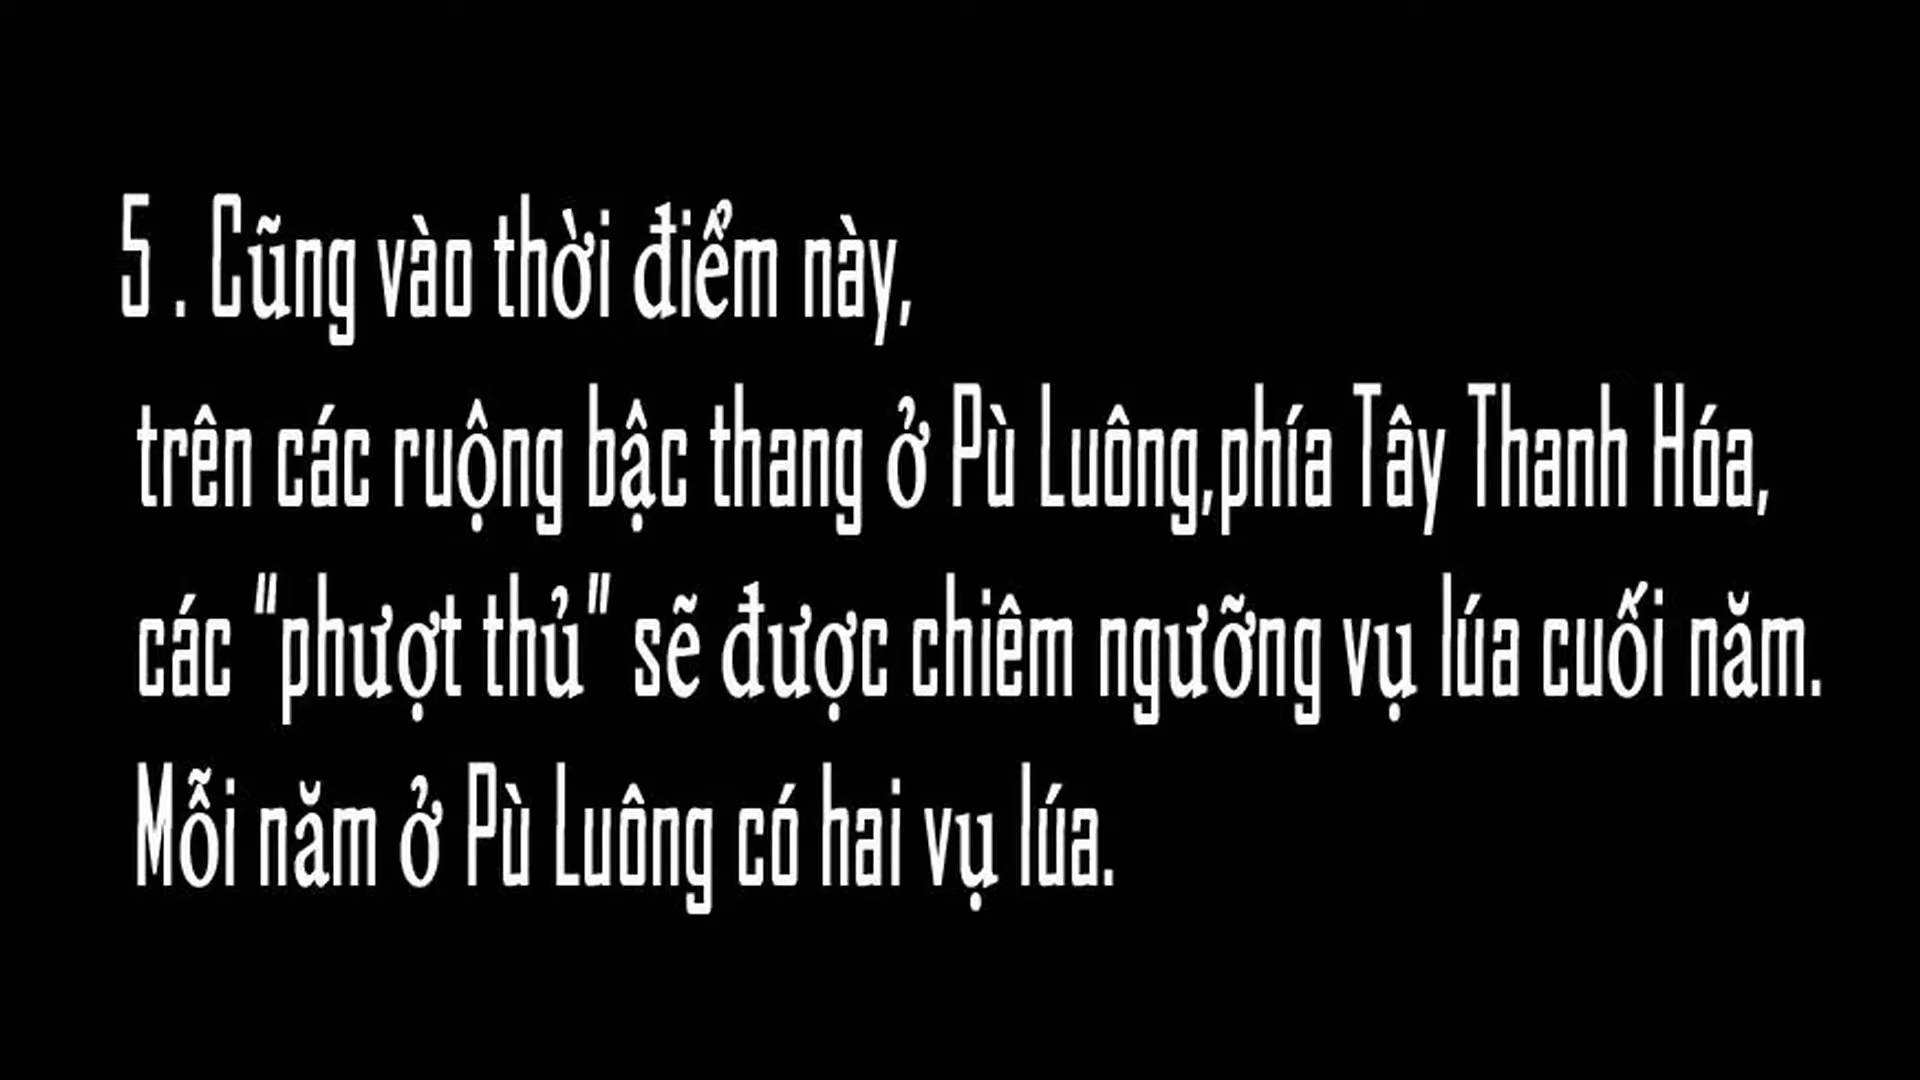 5 . Cũng vào thời điểm này,
trên các ruộng bậc thang ở Pù Luông,phía Tây Thanh Hóa,
các "phượt thủ" sẽ được chiêm ngưỡng vụ lúa cuối năm.
Mỗi năm ở Pù Luông có hai vụ lúa.